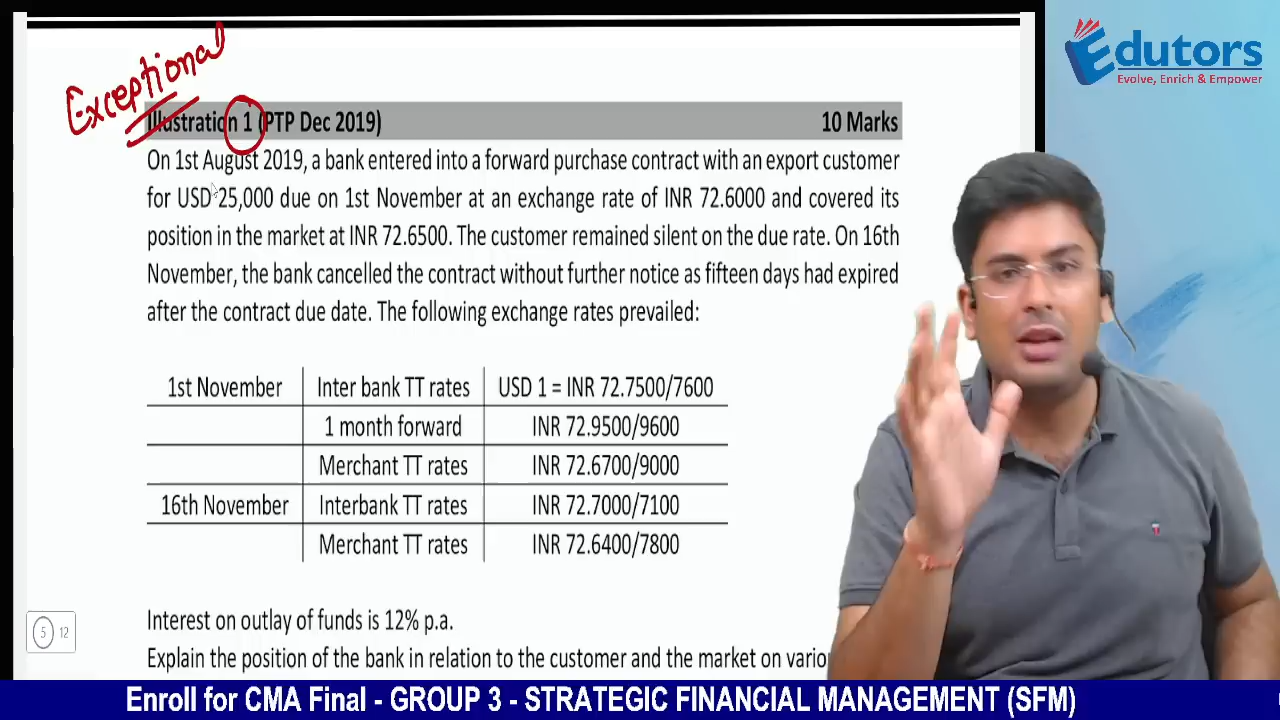 Exceptional
Edutors
Evolve, Enrich & Empower
Illustration 1 (PTP Dec 2019) 10 Marks
On 1st August 2019, a bank entered into a forward purchase contract with an export customer
for USD 25,000 due on 1st November at an exchange rate of INR 72.6000 and covered its
position in the market at INR 72.6500. The customer remained silent on the due rate. On 16th
November, the bank cancelled the contract without further notice as fifteen days had expired
after the contract due date. The following exchange rates prevailed:
1st November Inter bank TT rates USD 1 = INR 72.7500/7600
1 month forward INR 72.9500/9600
Merchant TT rates INR 72.6700/9000
16th November Interbank TT rates INR 72.7000/7100
Merchant TT rates INR 72.6400/7800
Interest on outlay of funds is 12% p.a.
5 12
Explain the position of the bank in relation to the customer and the market on
Enroll for CMA Final - GROUP 3 - STRATEGIC FINANCIAL MANAGEMENT (SFM)